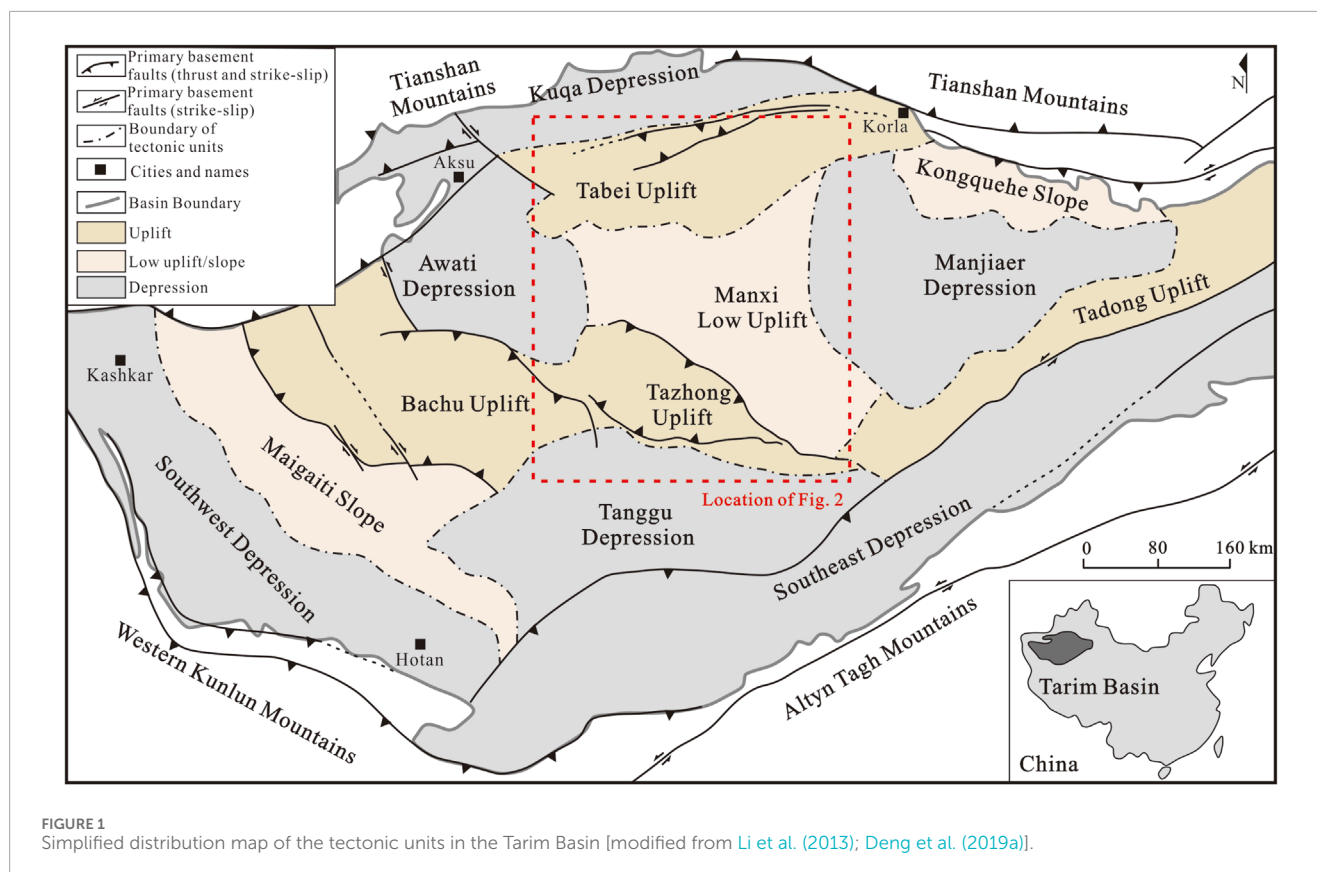 Primary basement
faults (thrust and strike-slip)
Primary basement
faults (strike-slip)
Boundary of
tectonic units
Cities and names
Basin Boundary
Uplift
Low uplift/slope
Depression
Tianshan
Mountains
Kuqa Depression
Tianshan Mountains
N
Korla
Aksu
Tabei Uplift
Kongquehe Slope
Awati
Depression
Manxi
Low Uplift
Manjiaer
Depression
Tadong Uplift
Kashkar
Bachu Uplift
Tazhong
Uplift
Maigaiti Slope
Southwest Depression
Location of Fig. 2
Tanggu
Depression
Southeast Depression
0 80 160 km
Hotan
Western Kunlun Mountains
Altyn Tagh Mountains
Tarim Basin
China
FIGURE 1
Simplified distribution map of the tectonic units in the Tarim Basin [modified from Li et al. (2013); Deng et al. (2019a)].